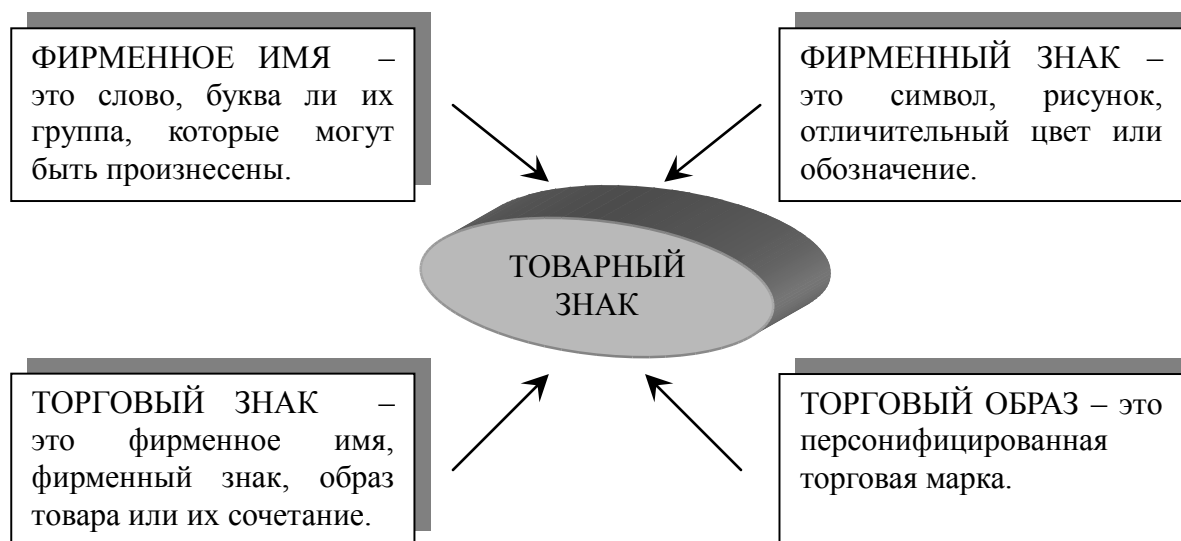 ФИРМЕННОЕ ИМЯ –
это слово, буква ли их
группа, которые могут
быть произнесены.
ФИРМЕННЫЙ ЗНАК –
это символ, рисунок,
отличительный цвет или
обозначение.
ТОВАРНЫЙ
ЗНАК
ТОРГОВЫЙ ЗНАК –
это фирменное имя,
фирменный знак, образ
товара или их сочетание.
ТОРГОВЫЙ ОБРАЗ – это
персонифицированная
торговая марка.